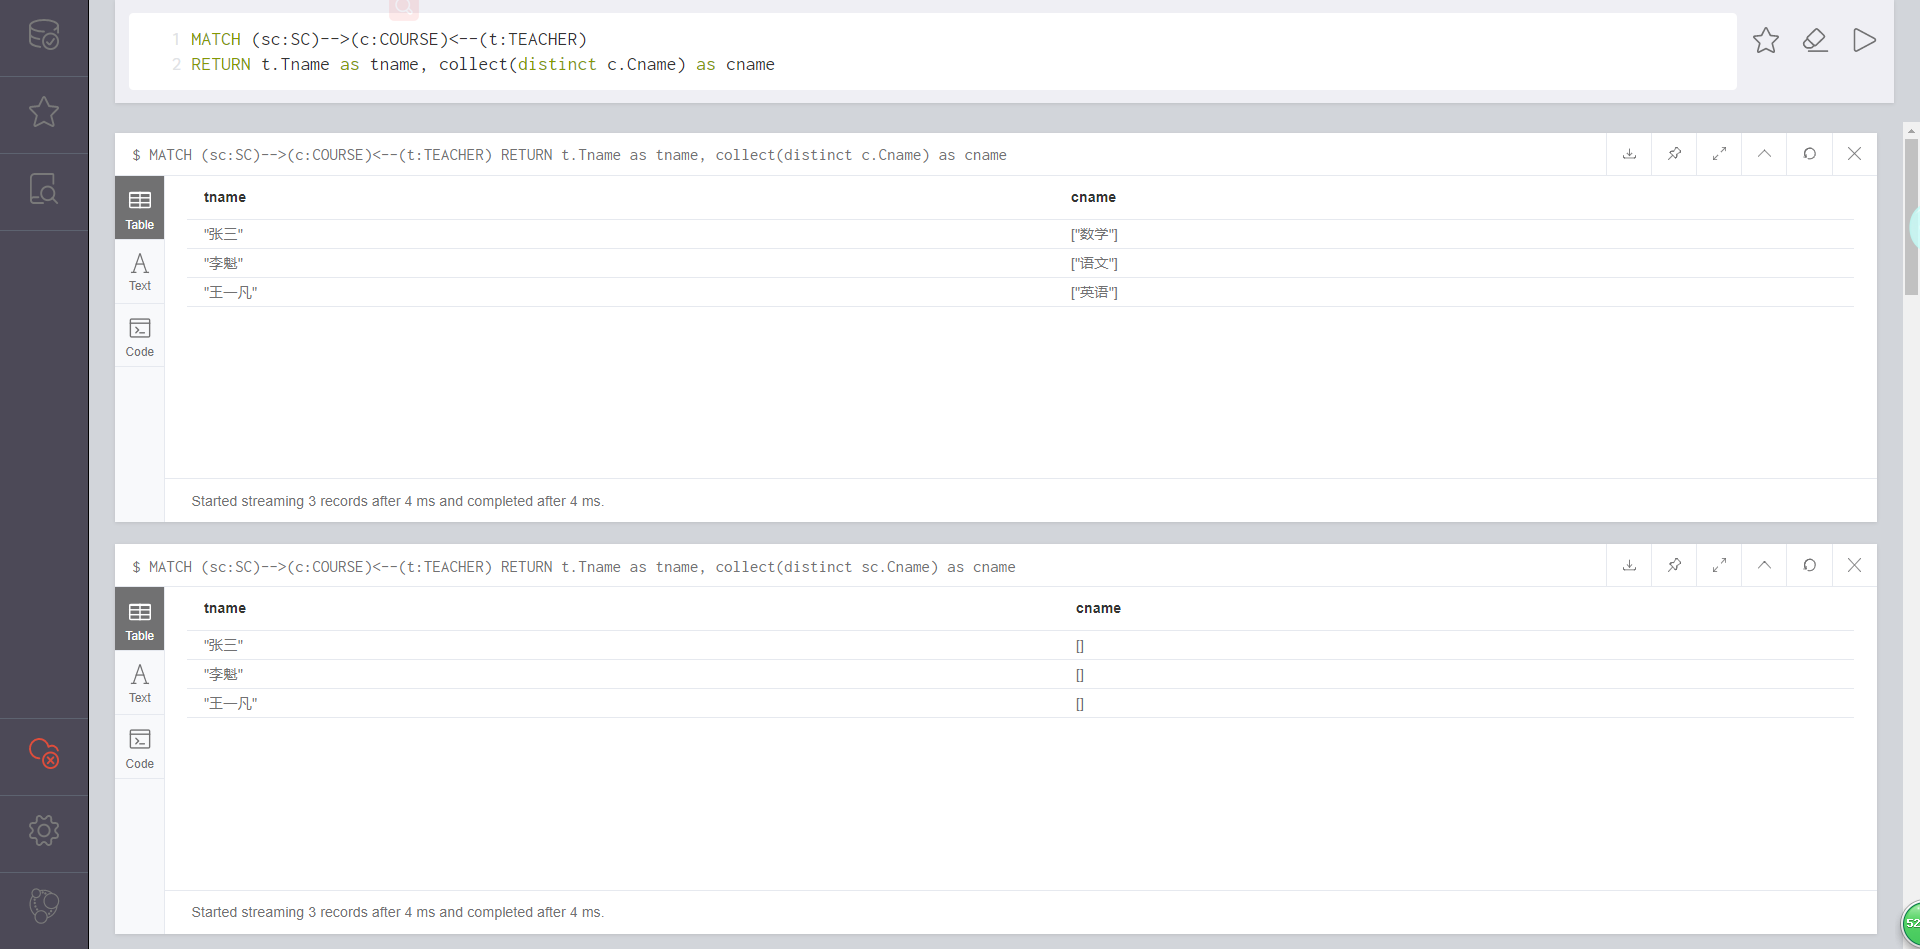 1 MATCH (sc:SC)-->(c:COURSE)<--(t:TEACHER)
2 RETURN t.Tname as tname, collect(distinct c.Cname) as cname
$ MATCH (sc:SC)-->(c:COURSE)<--(t:TEACHER) RETURN t.Tname as tname, collect(distinct c.Cname) as cname
Table
Text
Code
tname cname
"张三" ["数学"]
"李魁" ["语文"]
"王一凡" ["英语"]
Started streaming 3 records after 4 ms and completed after 4 ms.
$ MATCH (sc:SC)-->(c:COURSE)<--(t:TEACHER) RETURN t.Tname as tname, collect(distinct sc.Cname) as cname
Table
Text
Code
tname cname
"张三" []
"李魁" []
"王一凡" []
Started streaming 3 records after 4 ms and completed after 4 ms.
52